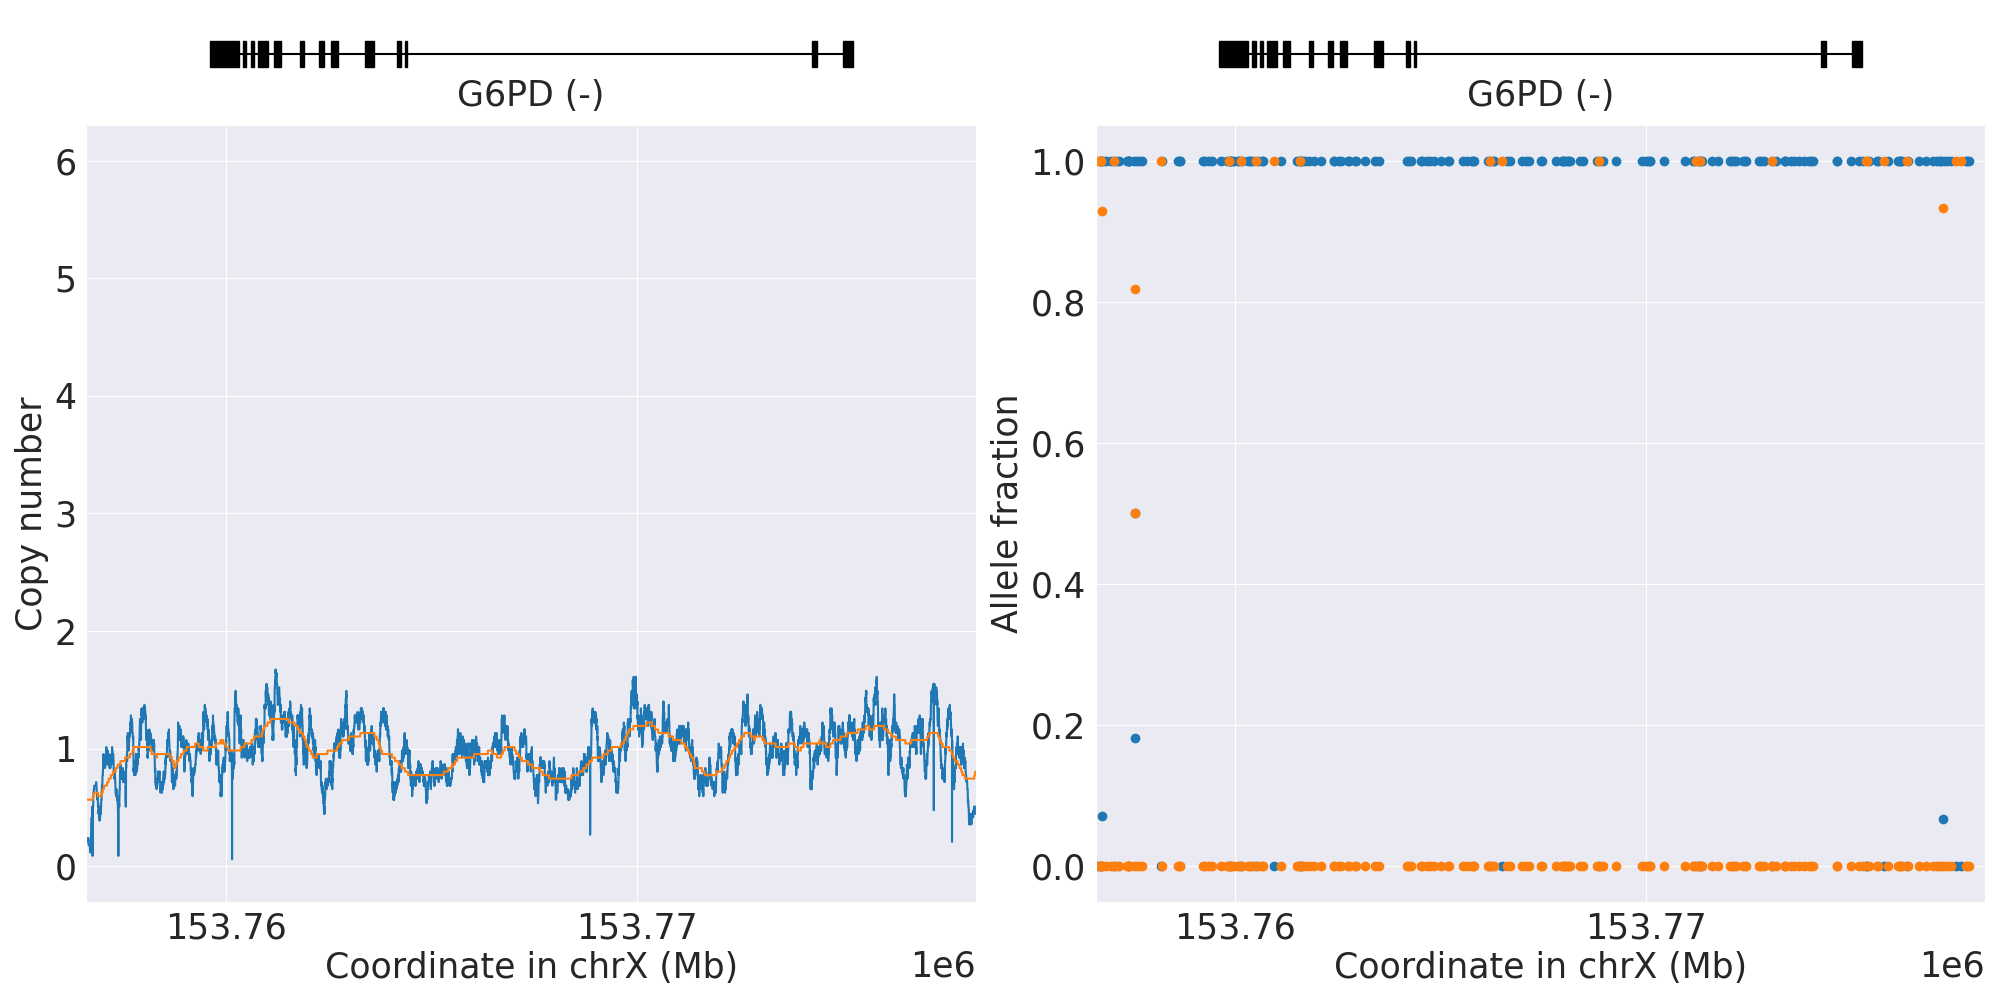 G6PD (-)
6
5
4
3
2
1
0
Copy number
153.76
153.77
Coordinate in chrX (Mb)
1e6
G6PD (-)
1.0
0.8
0.6
0.4
0.2
0.0
Allele fraction
153.76
153.77
Coordinate in chrX (Mb)
1e6